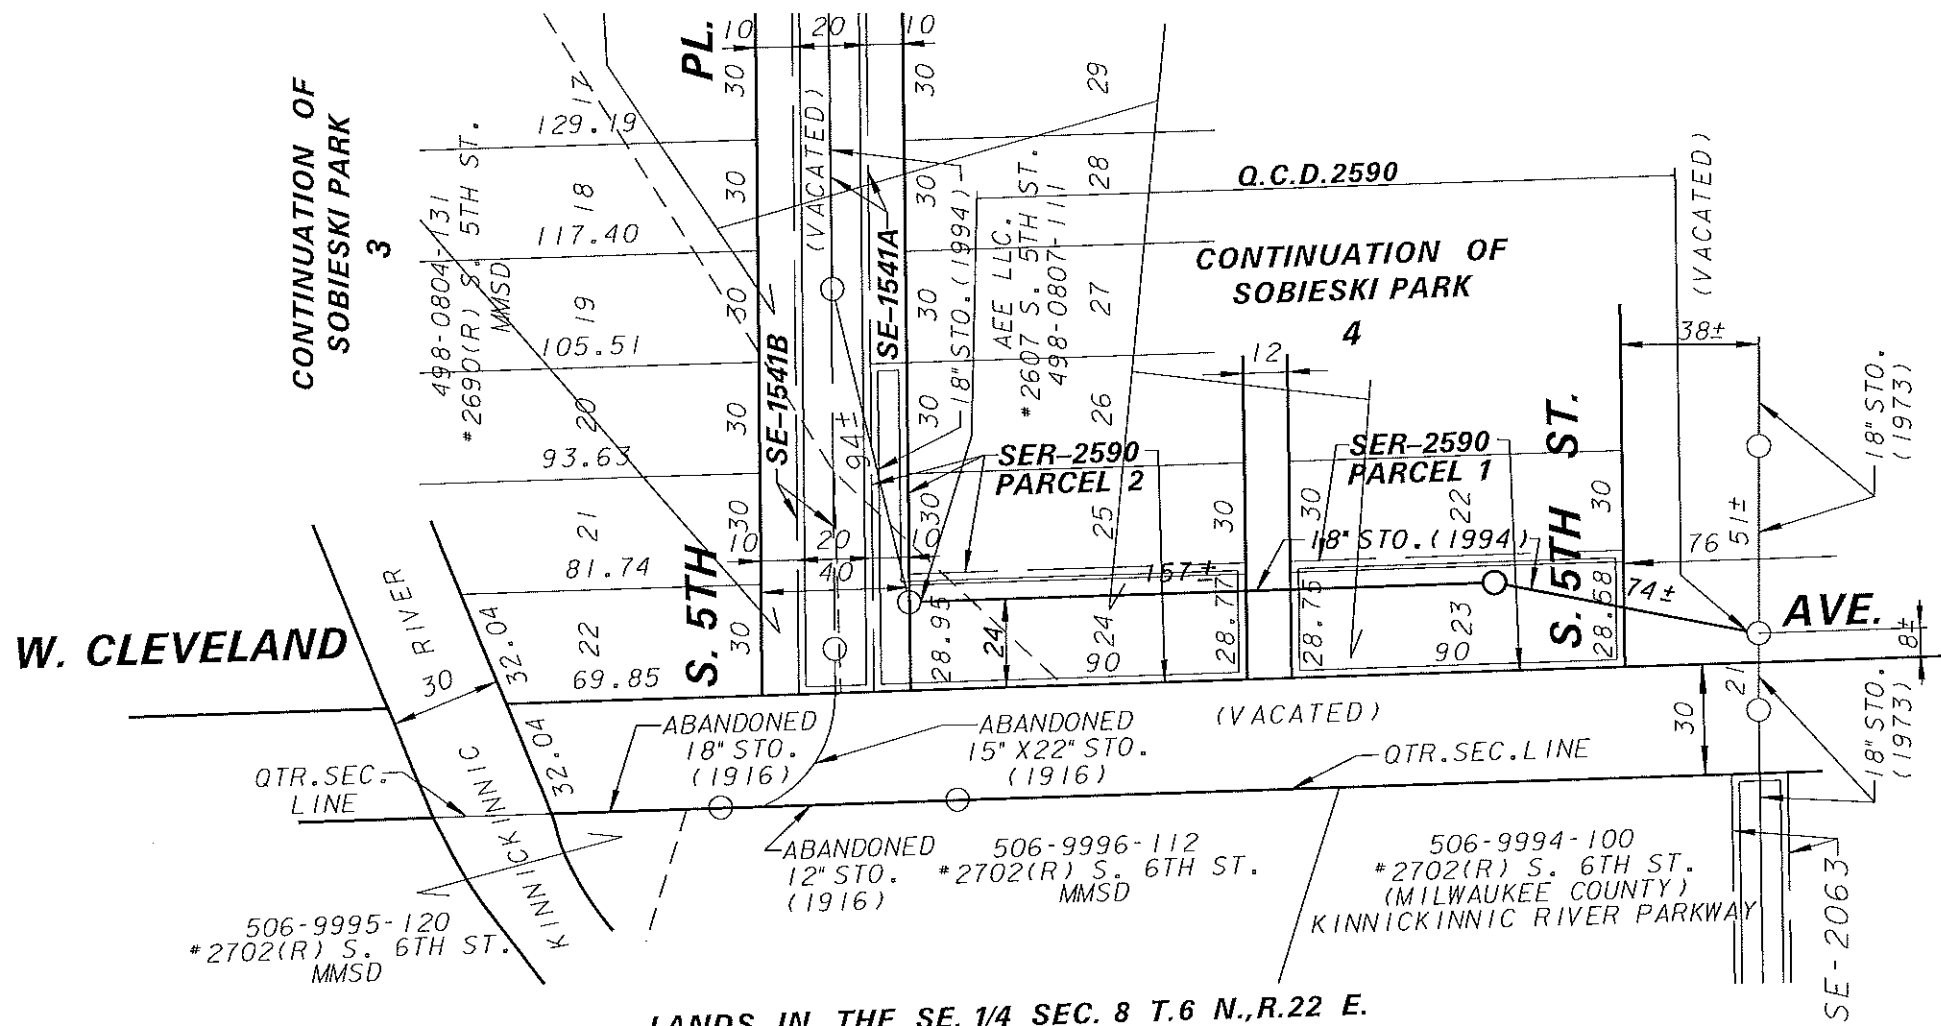 10
20
10
PL.
30
30
17
29
129.19
CONTINUATION OF
SOBIESKI PARK
3
498-0804-131
*2690(R) S. 5TH ST.
MMSD
18
117.40
19
105.51
20
93.63
21
81.74
22
69.85
30
30
30
30
30
(VACATED)
SE-1541B
SE-1541A
18" STO. (1994)
AEE LLC.
*2607 S. 5TH ST.
498-0807-111
30
30
30
30
28
27
26
25
24
Q.C.D.2590
(VACATED)
CONTINUATION OF
SOBIESKI PARK
4
12
38±
18" STO.
(1973)
94±
SER-2590
PARCEL 2
SER-2590
PARCEL 1
30
30
22
30
S. 5TH ST.
18" STO. (1994)
76
51±
10
20
10
40
S. 5TH
157±
74±
28.95
24
90
28.77
28.75
23
90
28.68
W. CLEVELAND
AVE.
8±
RIVER
30
32.04
32.04
KINNICKINNIC
21
30
18" STO.
(1973)
ABANDONED
18" STO.
(1916)
ABANDONED
15" X22" STO.
(1916)
(VACATED)
QTR.SEC.
LINE
QTR.SEC.LINE
ABANDONED
12" STO.
(1916)
506-9996-112
*2702(R) S. 6TH ST.
MMSD
506-9994-100
*2702(R) S. 6TH ST.
(MILWAUKEE COUNTY)
KINNICKINNIC RIVER PARKWAY
506-9995-120
*2702(R) S. 6TH ST.
MMSD
SE-2063
LANDS IN THE SE. 1/4 SEC. 8 T.6 N.,R.22 E.